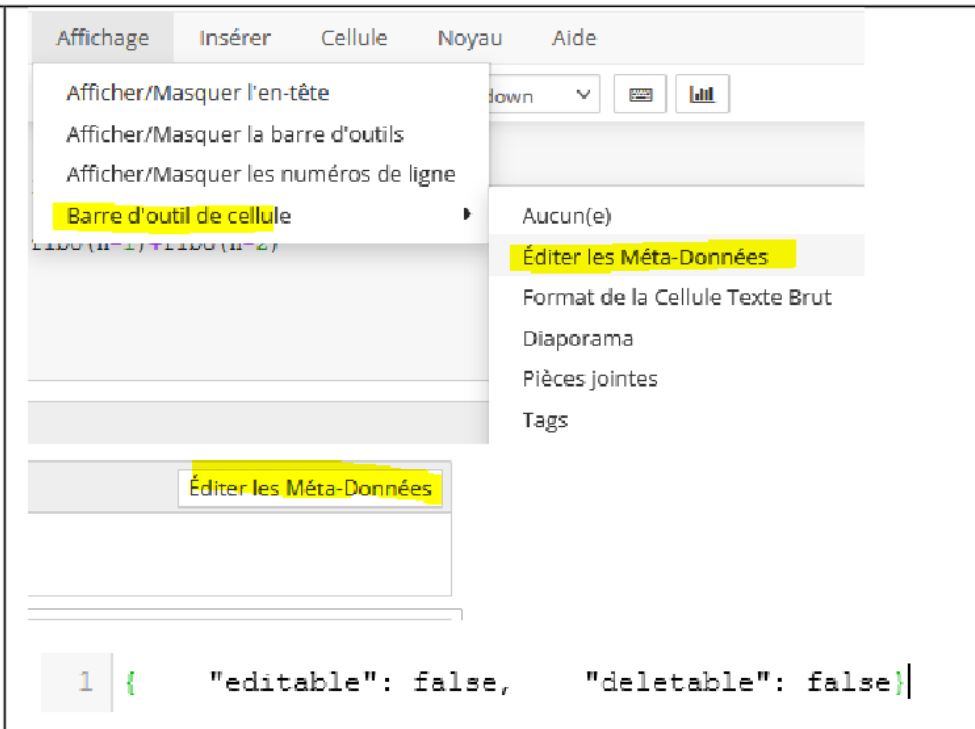 Affichage Insérer Cellule Noyau Aide
Afficher/Masquer l'en-tête
down
Afficher/Masquer la barre d'outils
Afficher/Masquer les numéros de ligne
Barre d'outil de cellule
Aucun(e)
Éditer les Méta-Données
Format de la Cellule Texte Brut
Diaporama
Pièces jointes
Tags
Éditer les Méta-Données
1 { "editable": false, "deletable": false}